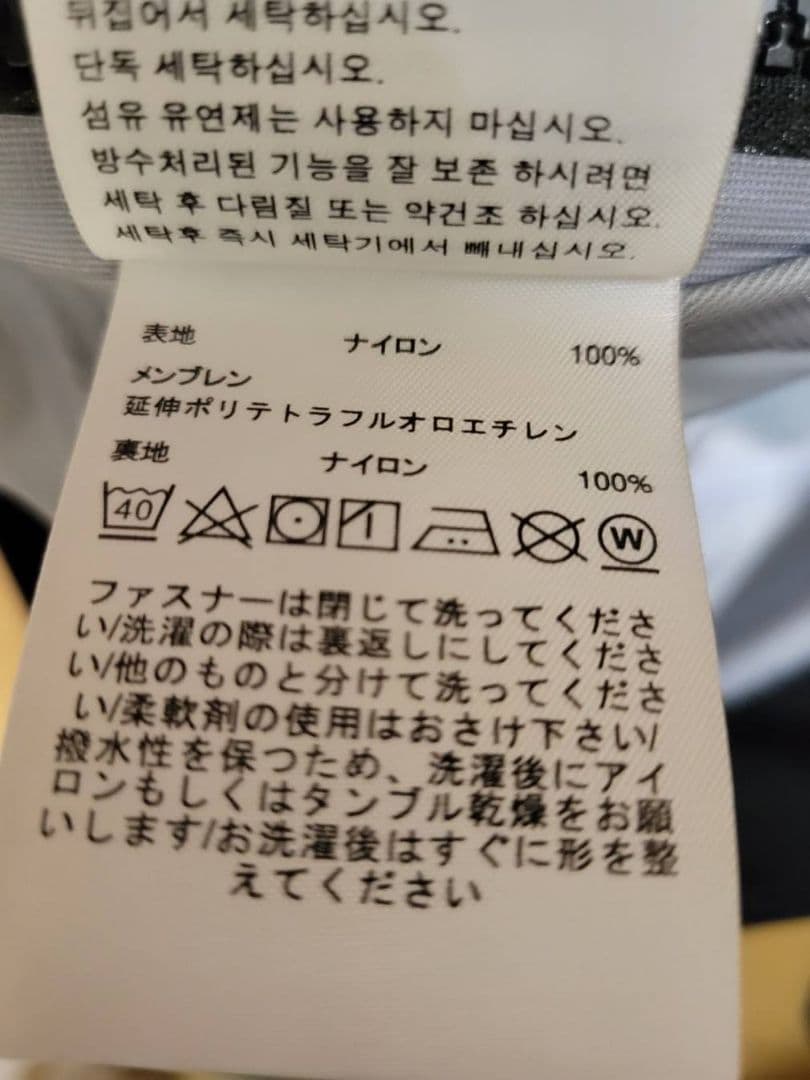 뒤집어서 세탁하십시오.
단독 세탁하십시오.
섬유 유연제는 사용하지 마십시오.
방수처리된 기능을 잘 보존 하시려면
세탁 후 다림질 또는 약건조 하십시오.
세탁후 즉시 세탁기에서 빼내십시오.
表地 ナイロン 100%
メンブレン
延伸ポリテトラフルオロエチレン
裏地 ナイロン 100%
40 W
ファスナーは閉じて洗ってくださ
い/洗濯の際は裏返しにしてくださ
い/他のものと分けて洗ってくださ
い/柔軟剤の使用はおさけ下さい/
撥水性を保つため、洗濯後にアイ
ロンもしくはタンブル乾燥をお願
いします/お洗濯後はすぐに形を整
えてください